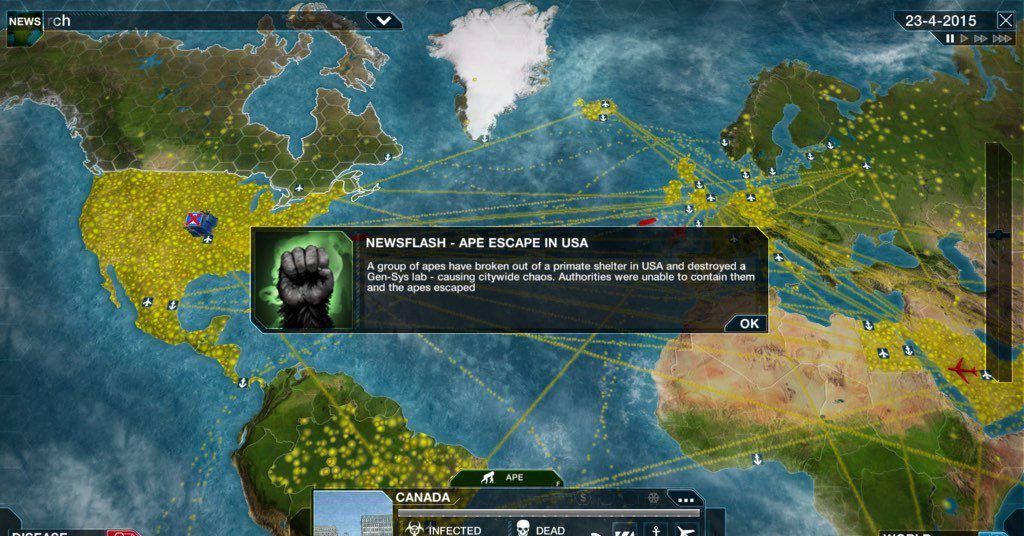 NEWS rch
23-4-2015
NEWSFLASH - APE ESCAPE IN USA
A group of apes have broken out of a primate shelter in USA and destroyed a
Gen-Sys lab - causing citywide chaos. Authorities were unable to contain them
and the apes escaped
OK
APE
F
CANADA
INFECTED
DEAD
DISEASE
WORLD